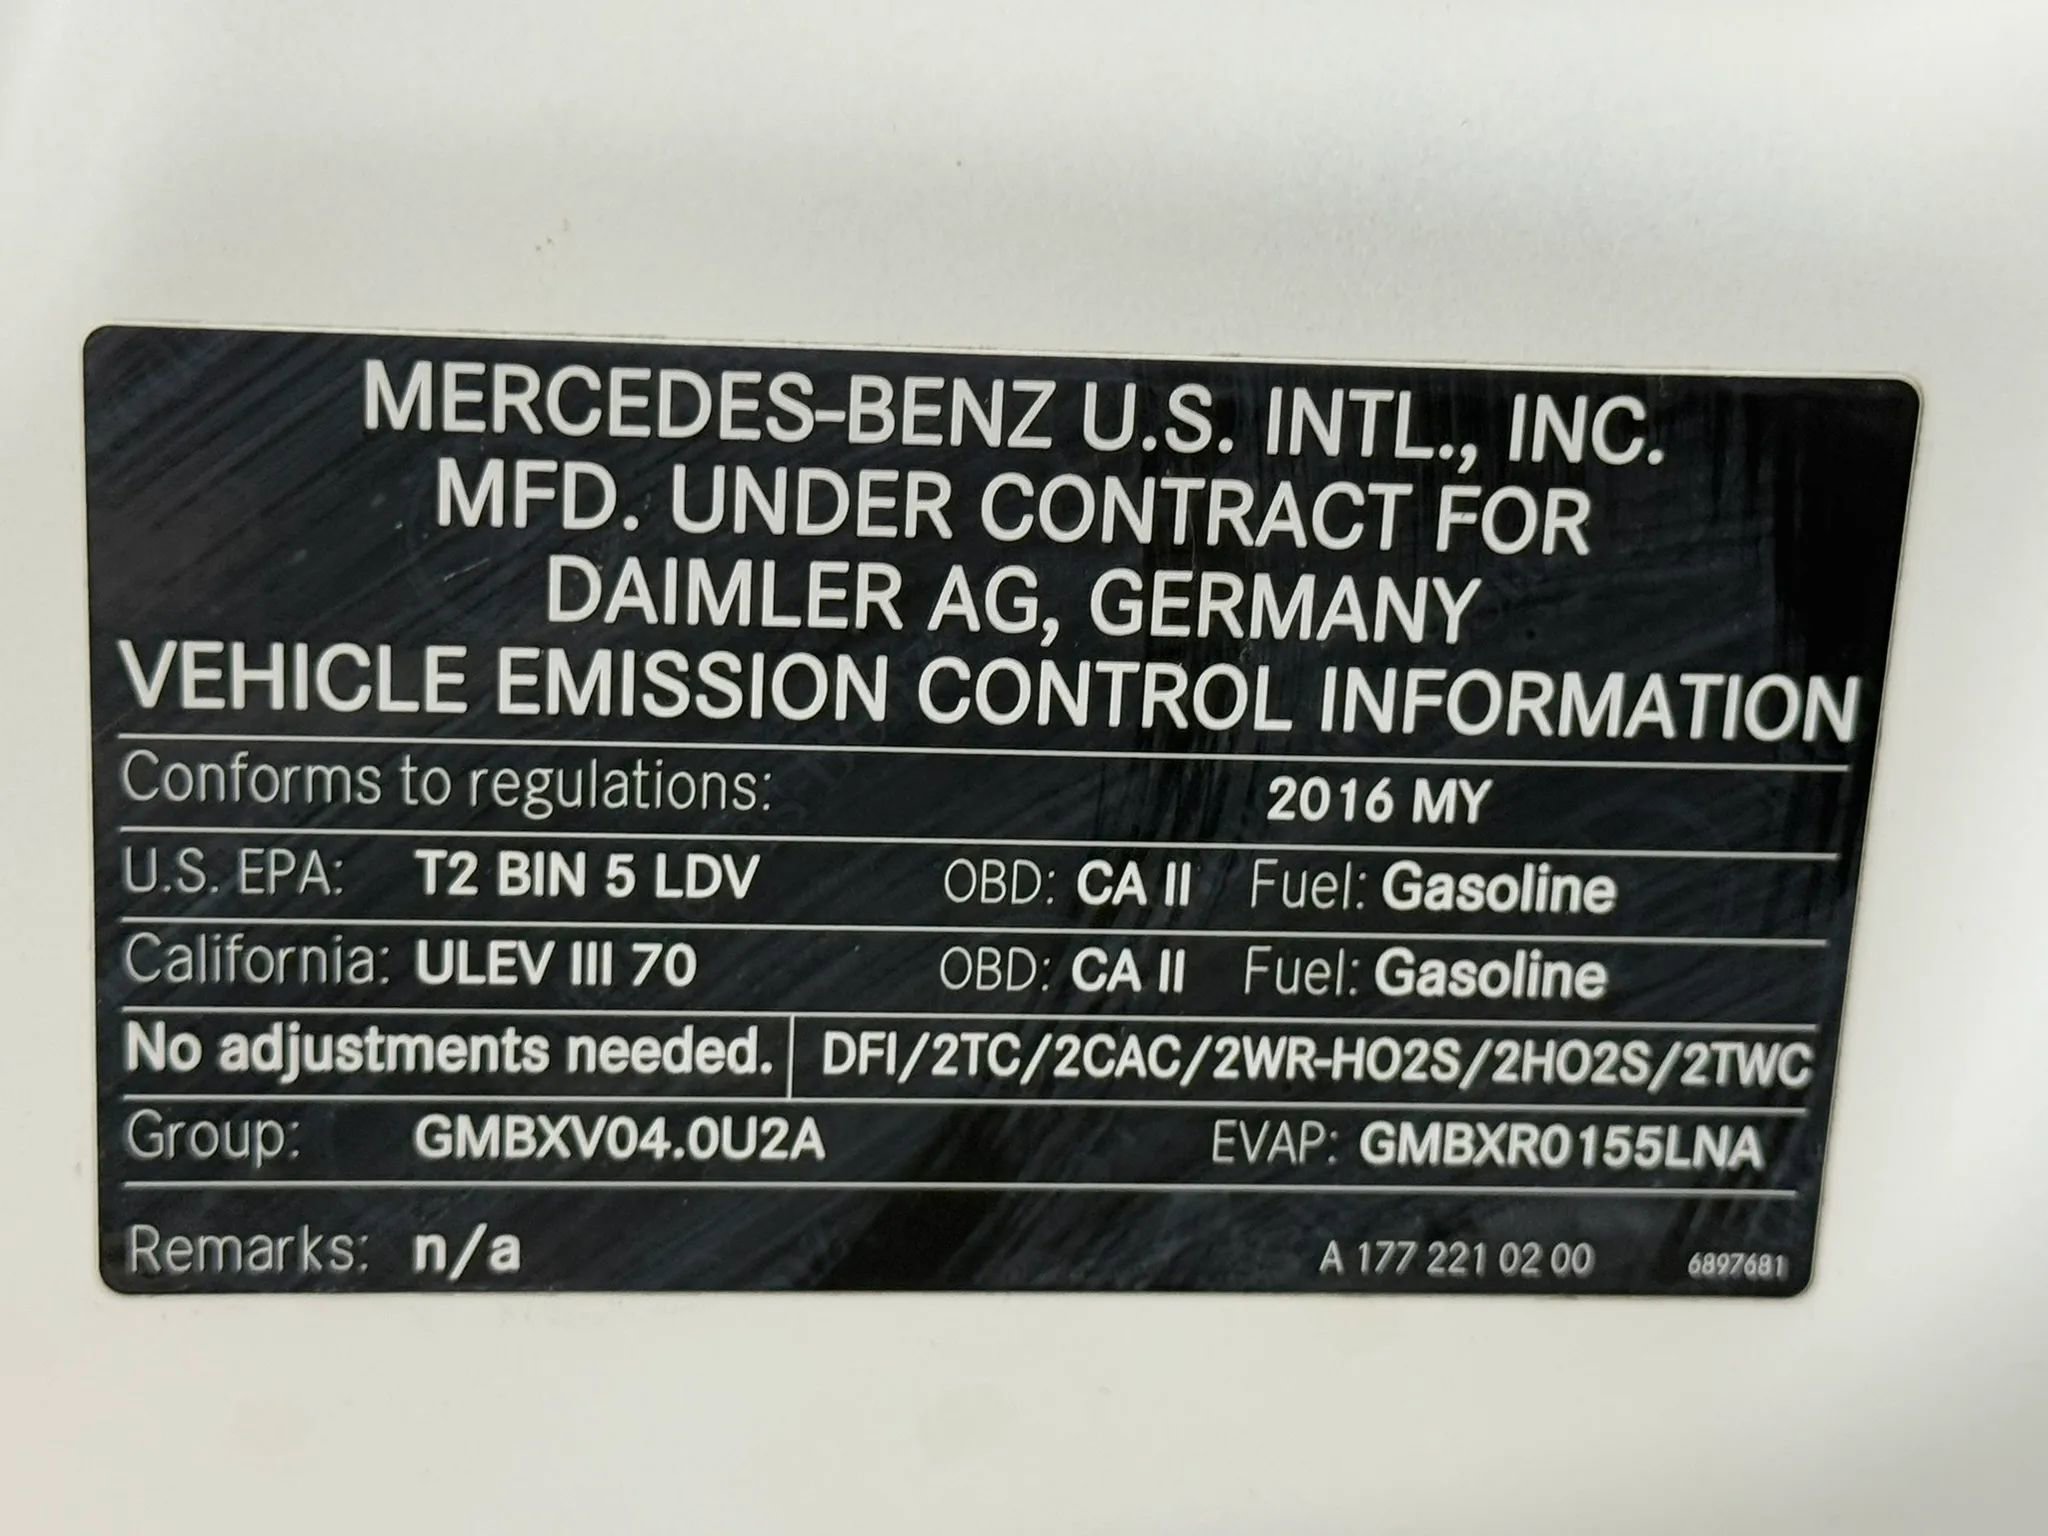 MERCEDES-BENZ U.S. INTL., INC.
MFD. UNDER CONTRACT FOR
DAIMLER AG, GERMANY
VEHICLE EMISSION CONTROL INFORMATION
Conforms to regulations: 2016 MY
U.S. EPA: T2 BIN 5 LDV OBD: CA II Fuel: Gasoline
California: ULEV III 70 OBD: CA II Fuel: Gasoline
No adjustments needed. DFI/2TC/2CAC/2WR-HO2S/2HO2S/2TWC
Group: GMBXV04.0U2A EVAP: GMBXR0155LNA
Remarks: n/a A 177 221 02 00 6897681